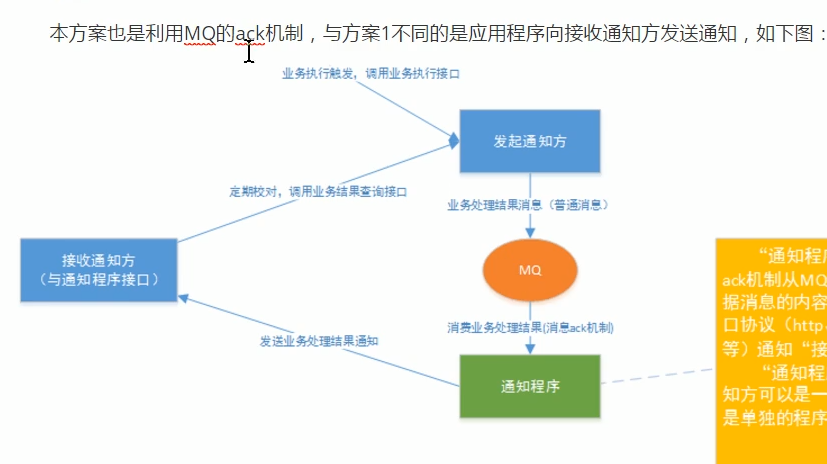 本方案也是利用MQ的ack机制，与方案1不同的是应用程序向接收通知方发送通知，如下图：
业务执行触发，调用业务执行接口
发起通知方
定期校对，调用业务结果查询接口
业务处理结果消息（普通消息）
接收通知方
（与通知程序接口）
MQ
消费业务处理结果(消息ack机制)
发送业务处理结果通知
通知程序
“通知程
ack机制从MQ
据消息的内容
口协议（http
等）通知“接
“通知程
知方可以是一
是单独的程序